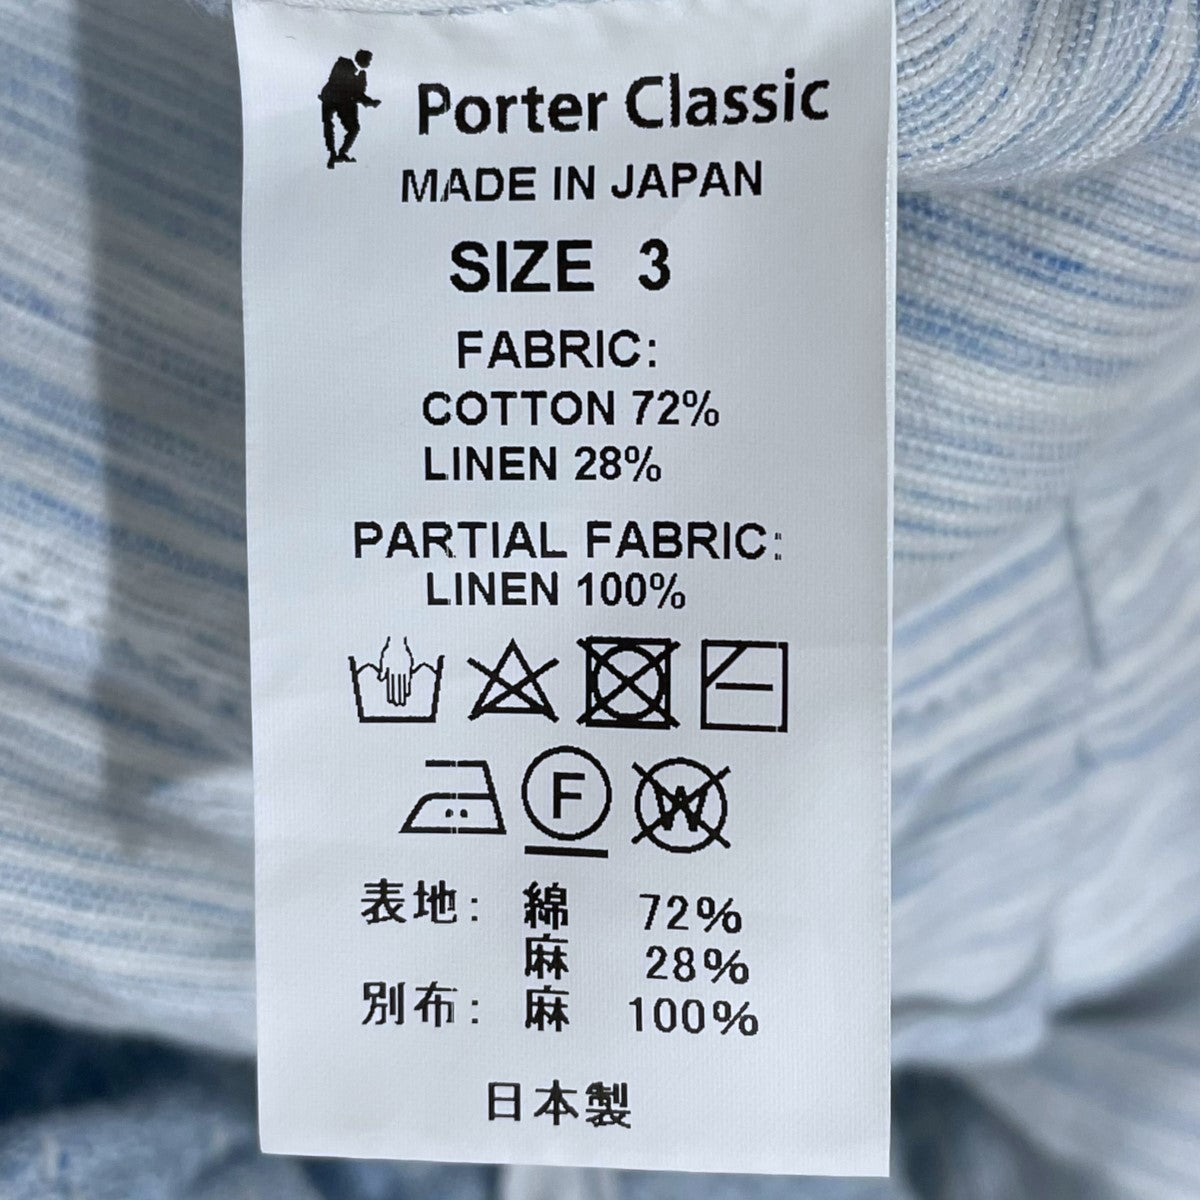 Porter Classic
MADE IN JAPAN
SIZE 3
FABRIC:
COTTON 72%
LINEN 28%
PARTIAL FABRIC:
LINEN 100%
F W
表地: 綿 72%
麻 28%
別布: 麻 100%
日本製